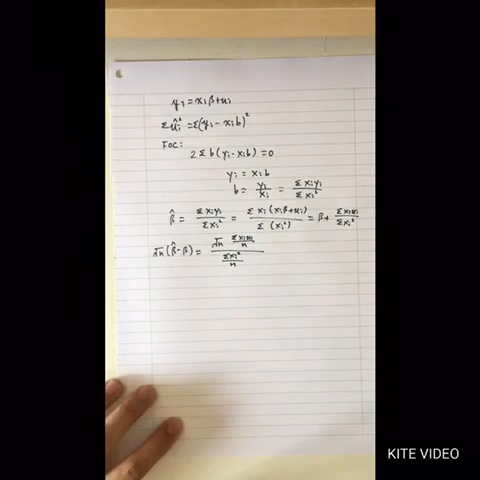 yᵢ = xᵢβ+uᵢ
Σûᵢ² = Σ(yᵢ - xᵢb)²
FOC:
2Σb(yᵢ-xᵢb) = 0
yᵢ = xᵢb
b = yᵢ/xᵢ = Σxᵢyᵢ/Σxᵢ²
β̂ = Σxᵢyᵢ/Σxᵢ² = Σxᵢ(xᵢβ+uᵢ)/Σ(xᵢ²) = β + Σxᵢuᵢ/Σxᵢ²
√n(β̂-β) = (√n Σxᵢuᵢ/n)/(Σxᵢ²/n)
KITE VIDEO